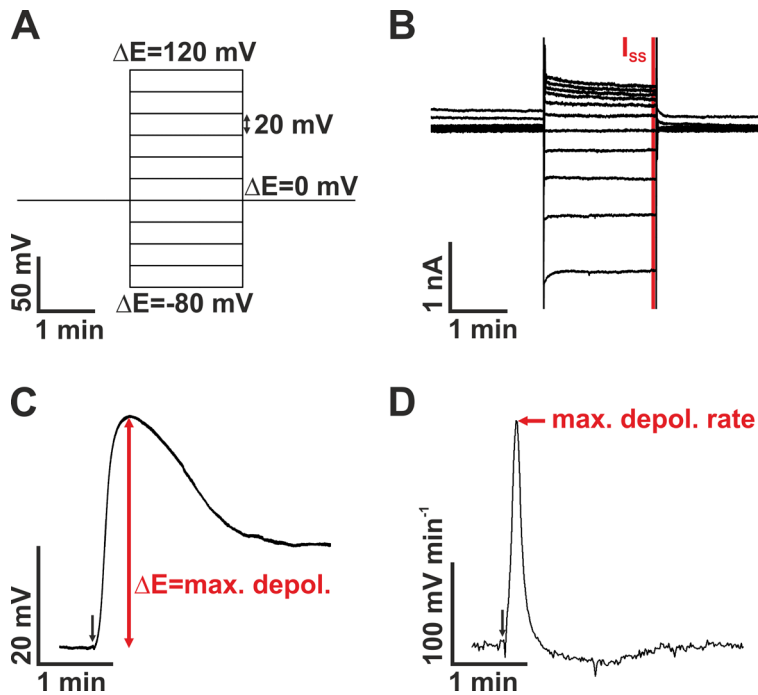 A
ΔE=120 mV
20 mV
ΔE=0 mV
ΔE=-80 mV
50 mV
1 min
B
Iss
1 nA
1 min
C
ΔE=max. depol.
20 mV
1 min
D
max. depol. rate
100 mV min⁻¹
1 min